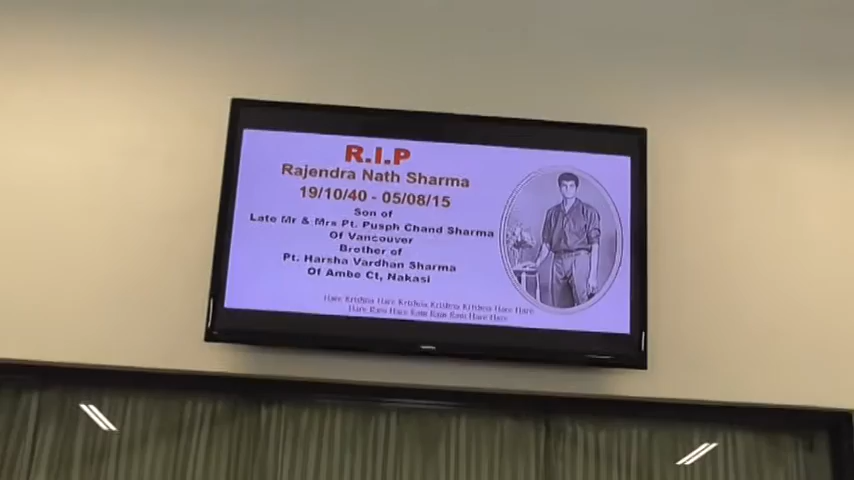 R.I.P
Rajendra Nath Sharma
19/10/40 - 05/08/15
Son of
Late Mr & Mrs Pt. Pusph Chand Sharma
Of Vancouver
Brother of
Pt. Harsha Vardhan Sharma
Of Ambe Ct, Nakasi
Hare Krishna Hare Krishna Krishna Krishna Hare Hare
Hare Ram Hare Ram Ram Ram Hare Hare